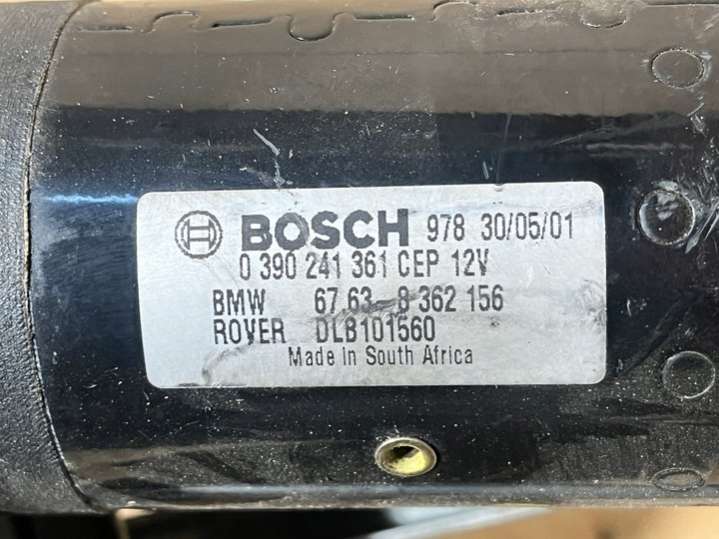 BOSCH 978 30/05/01
0 390 241 361 CEP 12V
BMW 67.63- 8 362 156
ROVER DLB101560
Made in South Africa